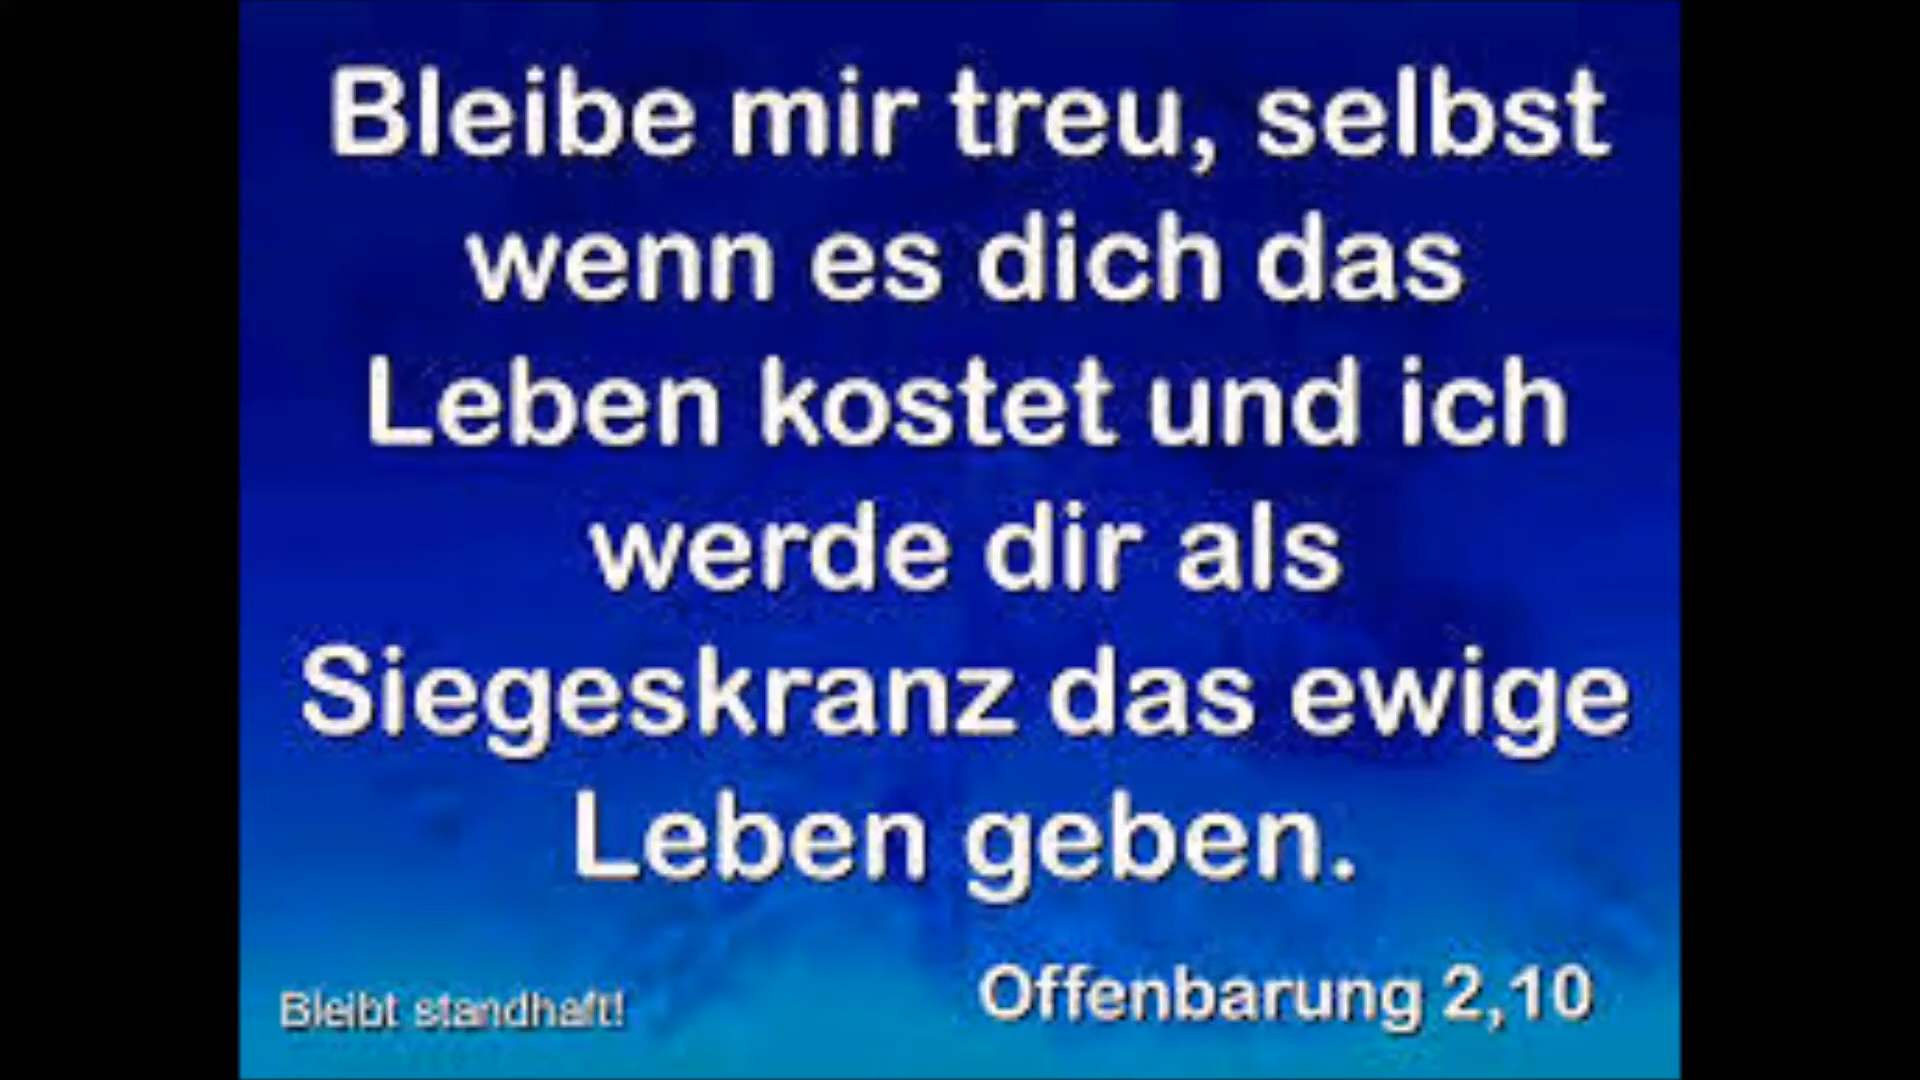 Bleibe mir treu, selbst
wenn es dich das
Leben kostet und ich
werde dir als
Siegeskranz das ewige
Leben geben.
Bleibt standhaft!
Offenbarung 2,10